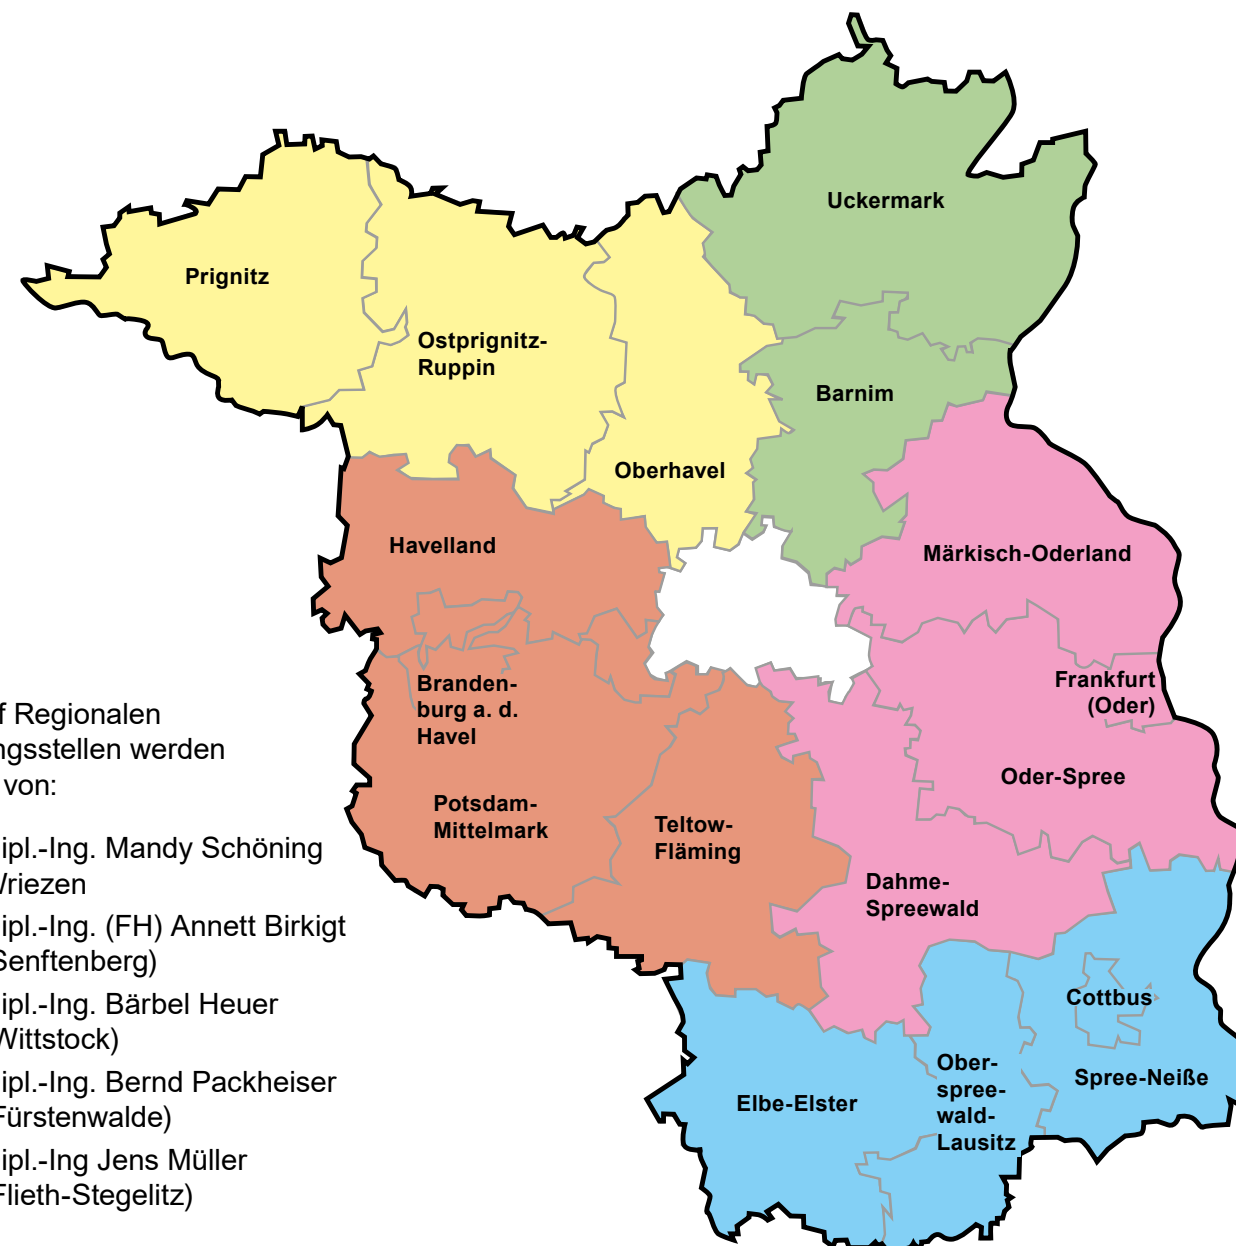 Uckermark
Prignitz
Ostprignitz-
Ruppin
Barnim
Oberhavel
Havelland
Märkisch-Oderland
Branden-
burg a. d.
Havel
Frankfurt
(Oder)
Oder-Spree
Potsdam-
Mittelmark
Teltow-
Fläming
Dahme-
Spreewald
Cottbus
Spree-Neiße
Ober-
spree-
wald-
Lausitz
Elbe-Elster
f Regionalen
ngsstellen werden
von:
ipl.-Ing. Mandy Schöning
riezen
ipl.-Ing. (FH) Annett Birkigt
Senftenberg)
ipl.-Ing. Bärbel Heuer
Wittstock)
ipl.-Ing. Bernd Packheiser
Fürstenwalde)
ipl.-Ing Jens Müller
Flieth-Stegelitz)